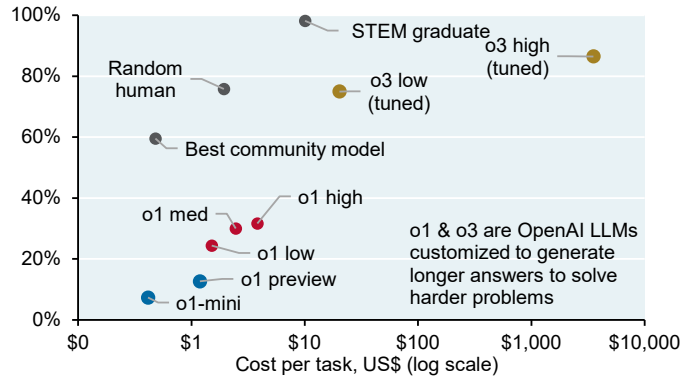 100%
80%
60%
40%
20%
0%
STEM graduate
o3 high
(tuned)
Random
human
o3 low
(tuned)
Best community model
o1 high
o1 med
o1 low
o1 preview
o1-mini
o1 & o3 are OpenAI LLMs
customized to generate
longer answers to solve
harder problems
$0
$1
$10
$100
$1,000
$10,000
Cost per task, US$ (log scale)